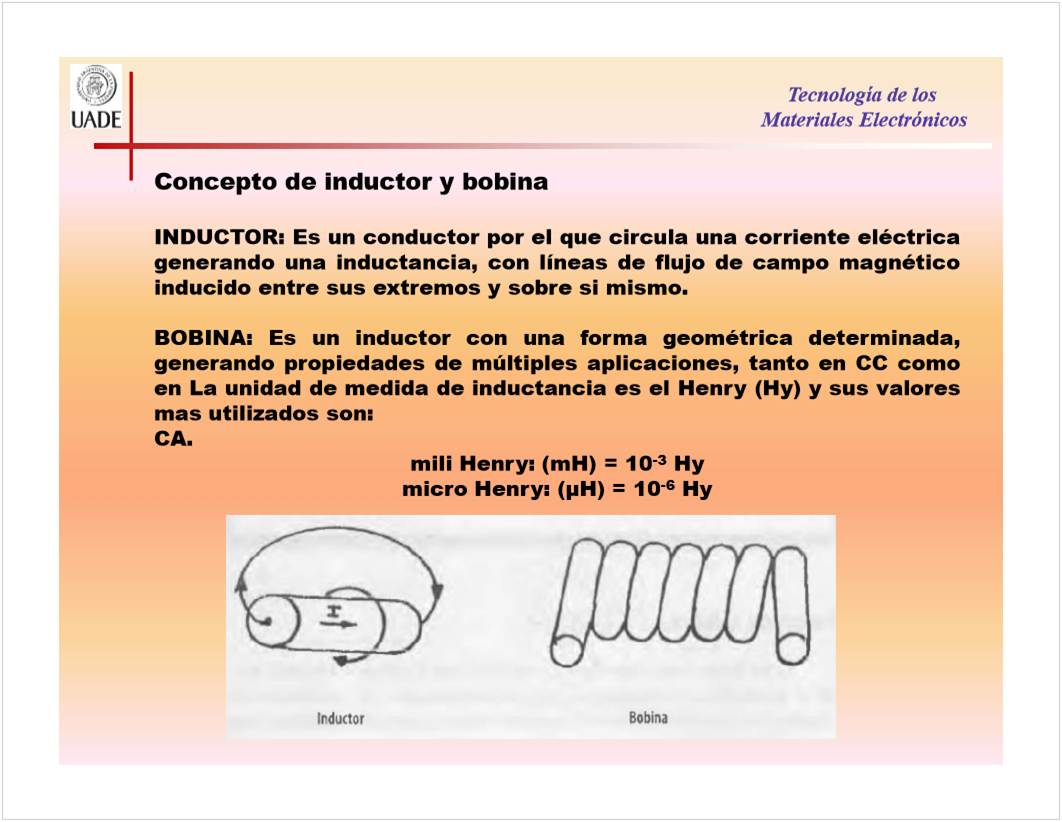 UADE
Tecnología de los
Materiales Electrónicos
Concepto de inductor y bobina
INDUCTOR: Es un conductor por el que circula una corriente eléctrica
generando una inductancia, con líneas de flujo de campo magnético
inducido entre sus extremos y sobre si mismo.
BOBINA: Es un inductor con una forma geométrica determinada,
generando propiedades de múltiples aplicaciones, tanto en CC como
en La unidad de medida de inductancia es el Henry (Hy) y sus valores
mas utilizados son:
CA.
mili Henry: (mH) = 10⁻³ Hy
micro Henry: (µH) = 10⁻⁶ Hy
I
Inductor
Bobina